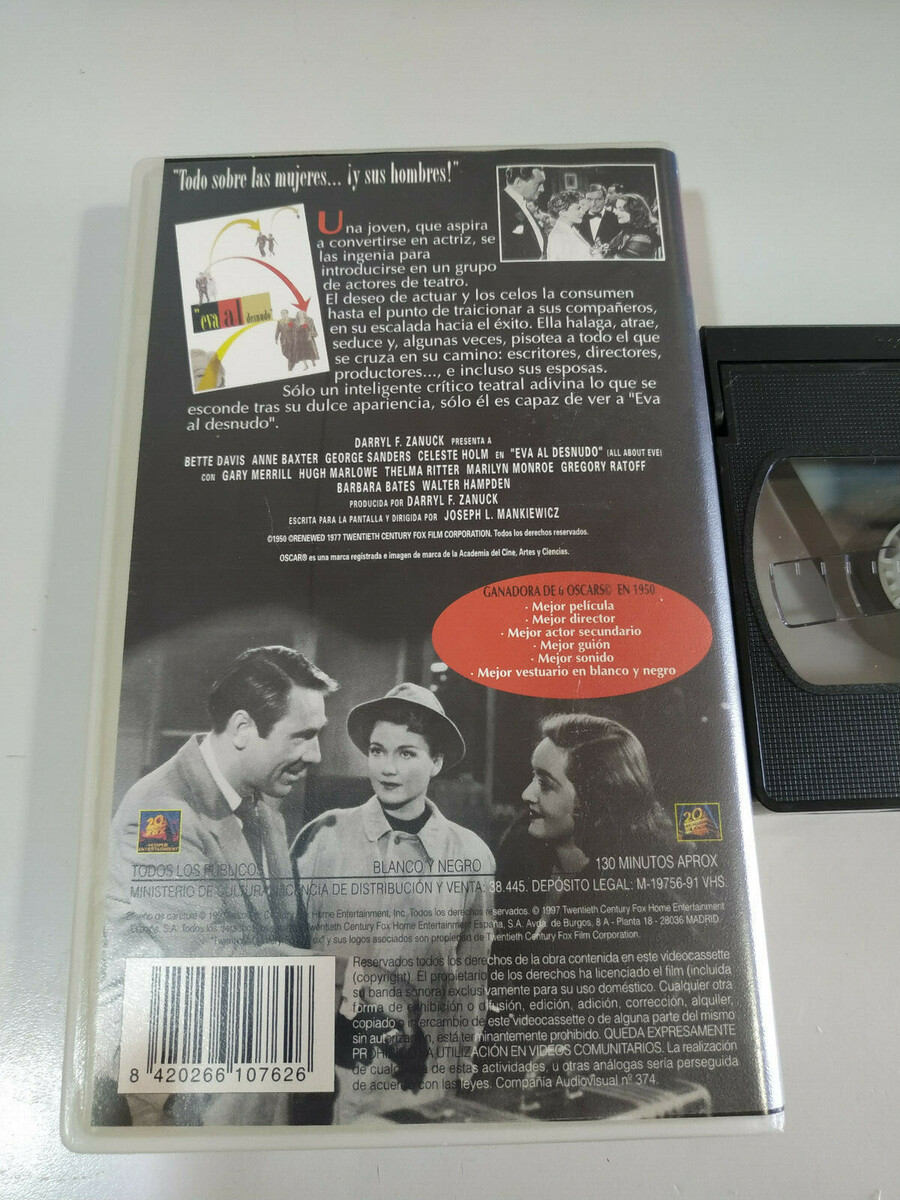 "Todo sobre las mujeres... ¡y sus hombres!"
Una joven, que aspira
a convertirse en actriz, se
las ingenia para
introducirse en un grupo
de actores de teatro.
El deseo de actuar y los celos la consumen
hasta el punto de traicionar a sus compañeros,
en su escalada hacia el éxito. Ella halaga, atrae,
seduce y, algunas veces, pisotea a todo el que
se cruza en su camino: escritores, directores,
productores..., e incluso sus esposas.
Sólo un inteligente crítico teatral adivina lo que se
esconde tras su dulce apariencia, sólo él es capaz de ver a "Eva
al desnudo".
"eva al desnudo"
DARRYL F. ZANUCK PRESENTA A
BETTE DAVIS ANNE BAXTER GEORGE SANDERS CELESTE HOLM EN "EVA AL DESNUDO" (ALL ABOUT EVE)
CON GARY MERRILL HUGH MARLOWE THELMA RITTER MARILYN MONROE GREGORY RATOFF
BARBARA BATES WALTER HAMPDEN
PRODUCIDA POR DARRYL F. ZANUCK
ESCRITA PARA LA PANTALLA Y DIRIGIDA POR JOSEPH L. MANKIEWICZ
©1950 ©RENEWED 1977 TWENTIETH CENTURY FOX FILM CORPORATION. Todos los derechos reservados.
OSCAR® es una marca registrada e imagen de marca de la Academia del Cine, Artes y Ciencias.
GANADORA DE 6 OSCARS© EN 1950
· Mejor película
· Mejor director
· Mejor actor secundario
· Mejor guión
· Mejor sonido
· Mejor vestuario en blanco y negro
TODOS LOS PUBLICOS BLANCO Y NEGRO 130 MINUTOS APROX
MINISTERIO DE CULTURA/LICENCIA DE DISTRIBUCIÓN Y VENTA: 38.445. DEPÓSITO LEGAL: M-19756-91 VHS.
Diseño de carátula © Century Fox Home Entertainment, Inc. Todos los derechos reservados. © 1997 Twentieth Century Fox Home Entertainment
España, S.A. Todos los derechos Century Fox Home Entertainment España, S.A. Avda. de Burgos, 8 A - Planta 18 - 28036 MADRID.
y sus logos asociados son propiedad de Twentieth Century Fox Film Corporation.
Reservados todos los derechos de la obra contenida en este videocassette
(copyright). El propietario de los derechos ha licenciado el film (incluida
su banda sonora) exclusivamente para su uso doméstico. Cualquier otra
forma de exhibición o difusión, edición, adición, corrección, alquiler,
copiado o intercambio de este videocassette o de alguna parte del mismo
sin autorización, está terminantemente prohibido. QUEDA EXPRESAMENTE
PROHIBIDO LA UTILIZACIÓN EN VIDEOS COMUNITARIOS. La realización
de cualquiera de estas actividades, u otras análogas sería perseguida
de acuerdo con las leyes. Compañía Audiovisual nº 374.
8 420266 107626